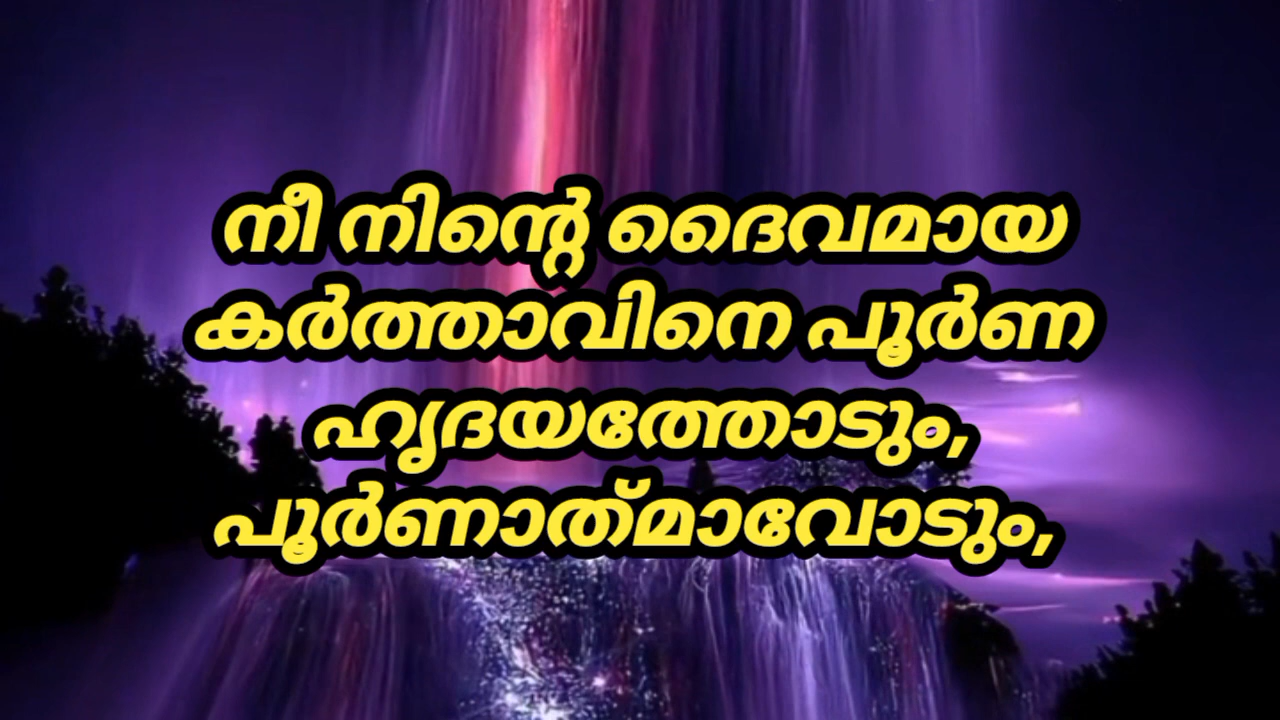 നീ നിന്റെ ദൈവമായ
കർത്താവിനെ പൂർണ
ഹൃദയത്തോടും,
പൂർണാത്‌മാവോടും,